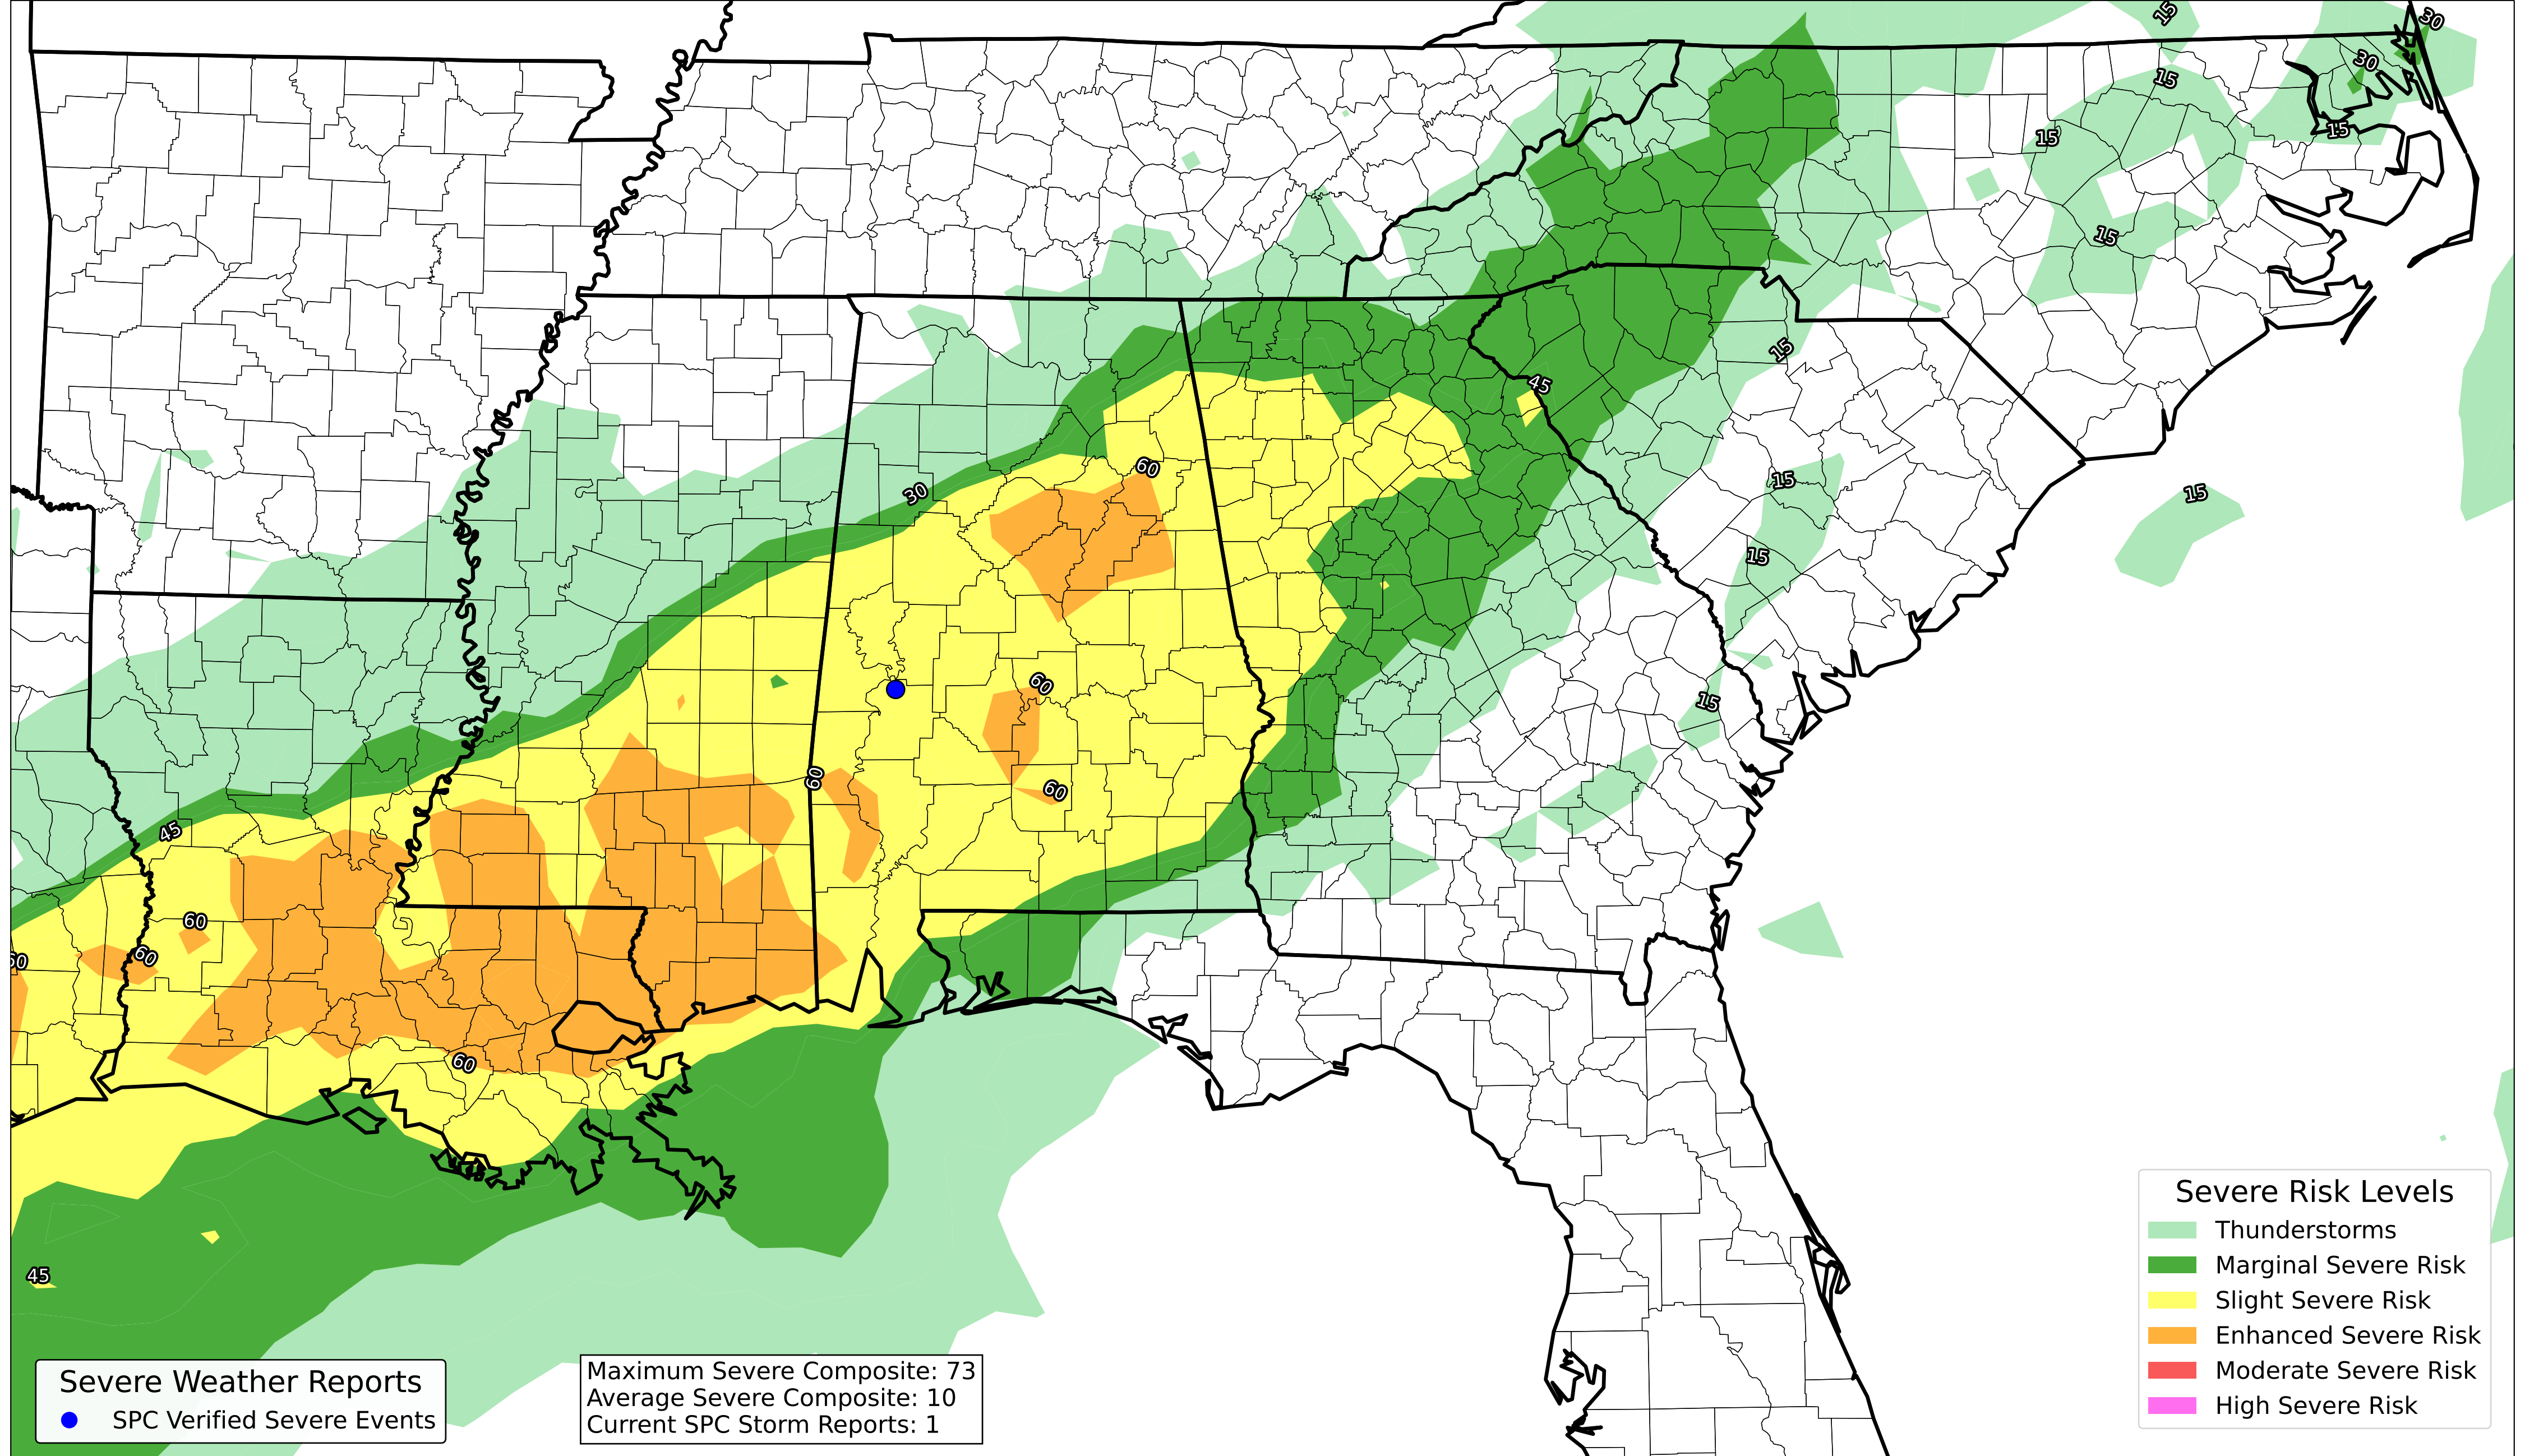 15
30
30
15
15
15
15
15
45
60
30
15
15
15
60
15
60
60
45
60
60
60
45
Severe Risk Levels
Thunderstorms
Marginal Severe Risk
Slight Severe Risk
Enhanced Severe Risk
Moderate Severe Risk
High Severe Risk
Severe Weather Reports
SPC Verified Severe Events
Maximum Severe Composite: 73
Average Severe Composite: 10
Current SPC Storm Reports: 1